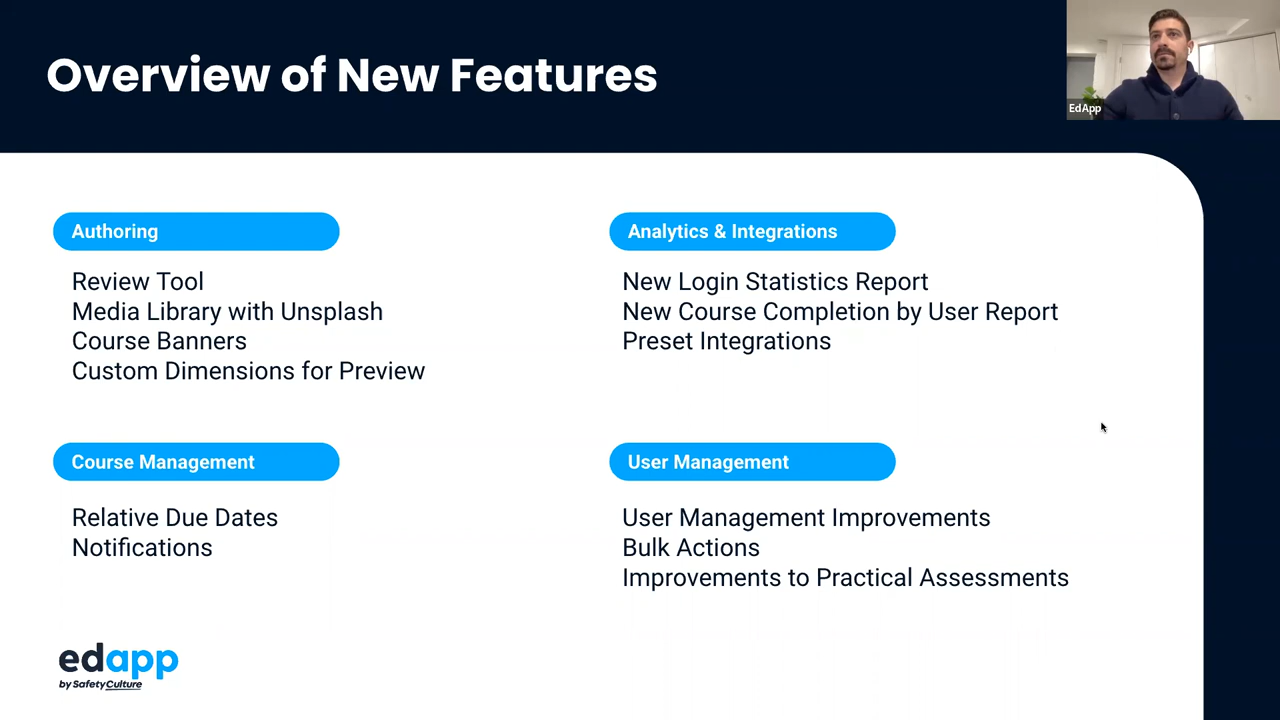 Overview of New Features
EdApp
Authoring
Review Tool
Media Library with Unsplash
Course Banners
Custom Dimensions for Preview
Analytics & Integrations
New Login Statistics Report
New Course Completion by User Report
Preset Integrations
Course Management
Relative Due Dates
Notifications
User Management
User Management Improvements
Bulk Actions
Improvements to Practical Assessments
edapp
by SafetyCulture